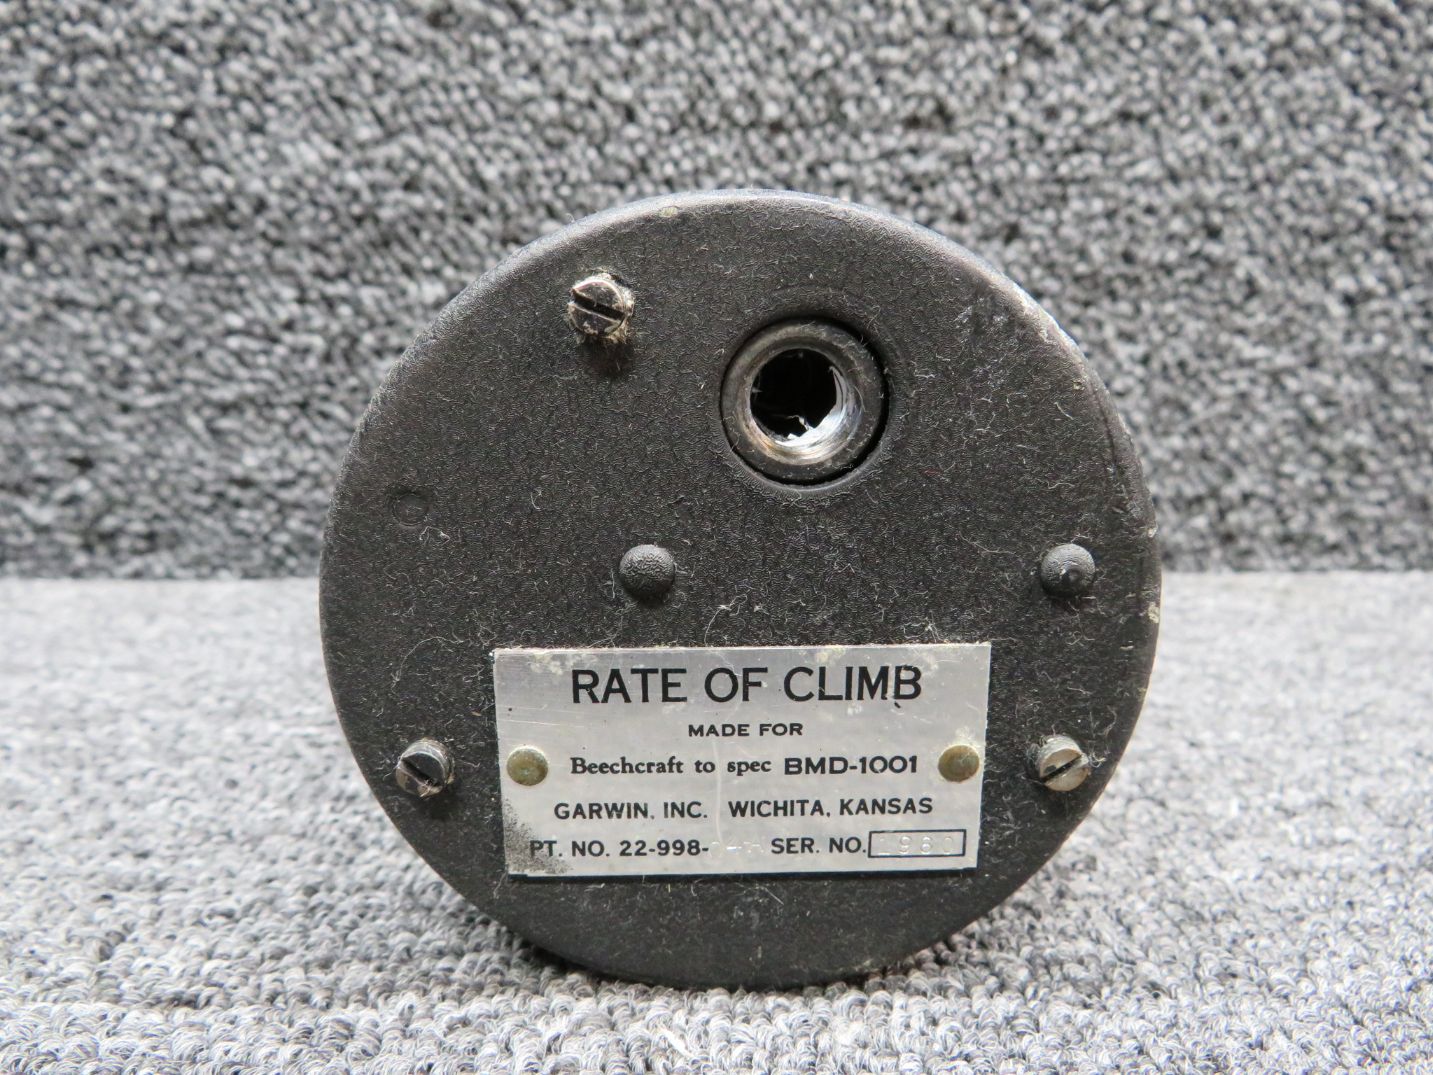 RATE OF CLIMB
MADE FOR
Beechcraft to spec BMD-1001
GARWIN, INC. WICHITA, KANSAS
PT. NO. 22-998- SER. NO. 1960